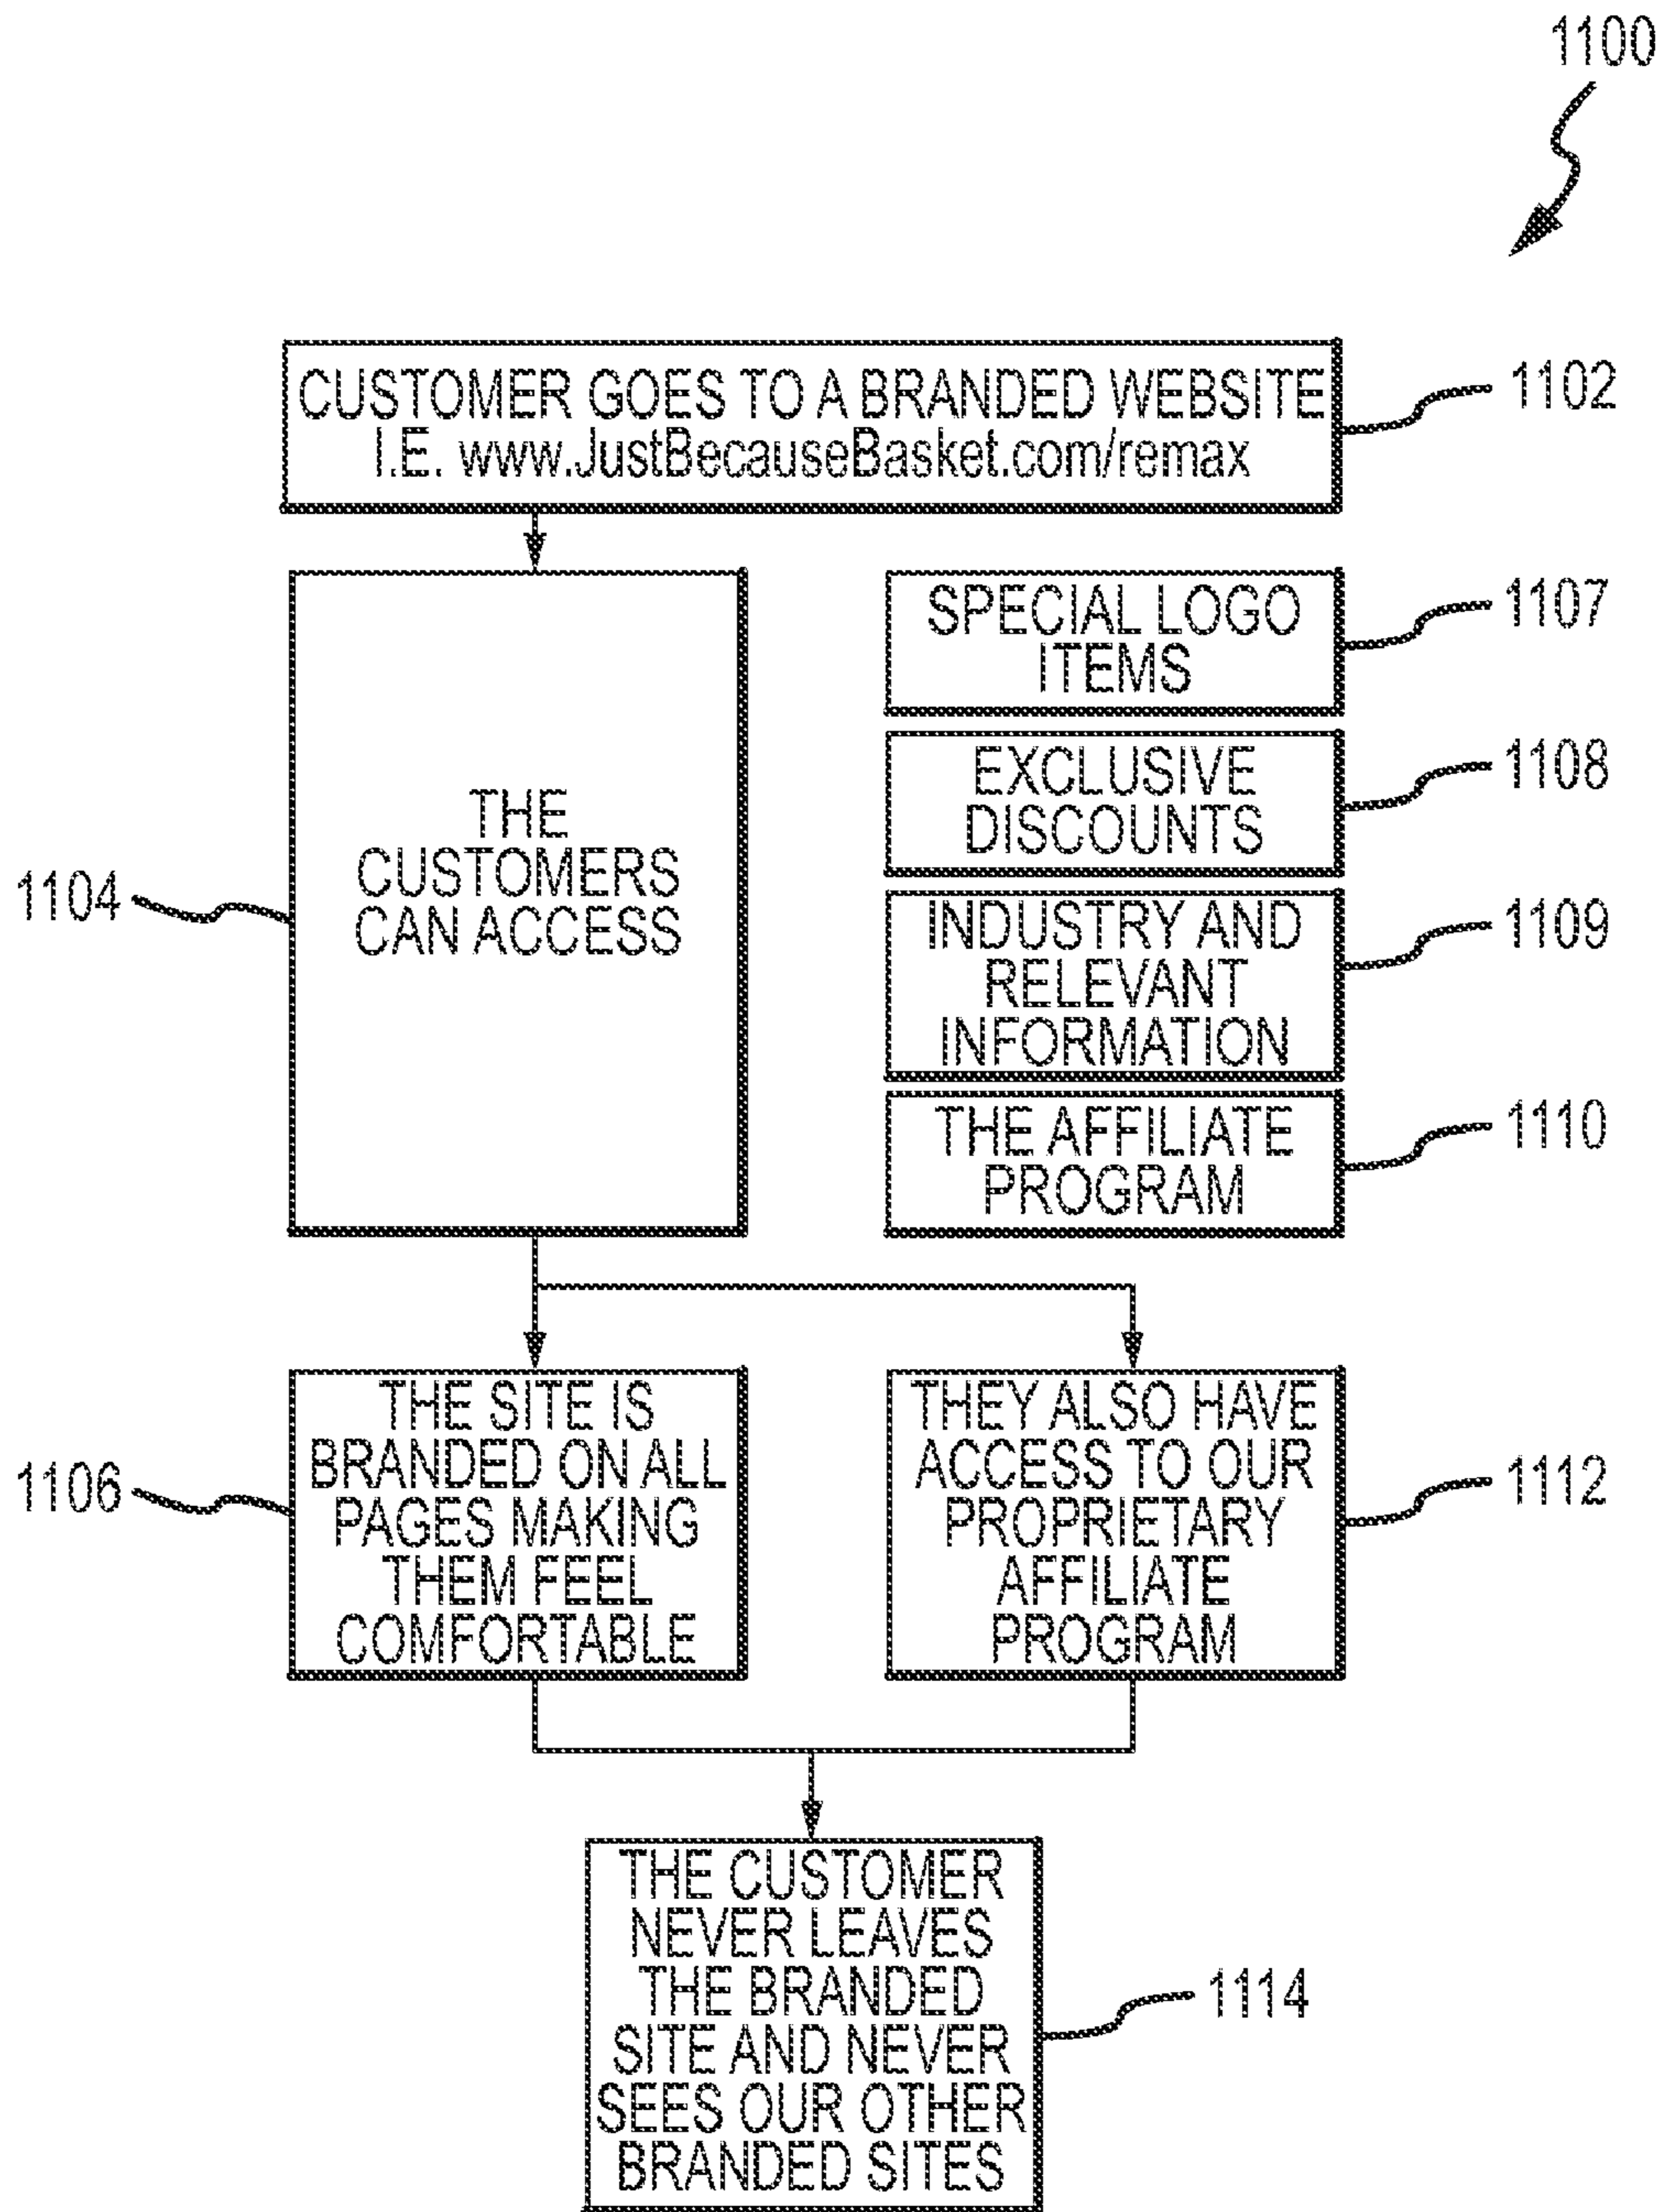 1100
CUSTOMER GOES TO A BRANDED WEBSITE
I.E. www.JustBecauseBasket.com/remax
1102
THE
CUSTOMERS
CAN ACCESS
1104
SPECIAL LOGO
ITEMS
1107
EXCLUSIVE
DISCOUNTS
1108
INDUSTRY AND
RELEVANT
INFORMATION
1109
THE AFFILIATE
PROGRAM
1110
THE SITE IS
BRANDED ON ALL
PAGES MAKING
THEM FEEL
COMFORTABLE
1106
THEY ALSO HAVE
ACCESS TO OUR
PROPRIETARY
AFFILIATE
PROGRAM
1112
THE CUSTOMER
NEVER LEAVES
THE BRANDED
SITE AND NEVER
SEES OUR OTHER
BRANDED SITES
1114